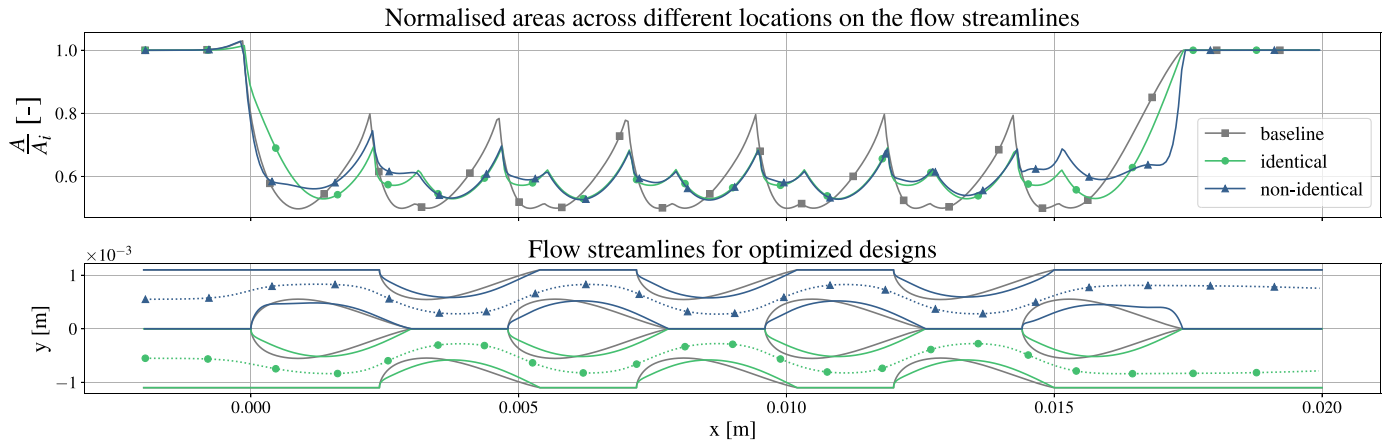 Normalised areas across different locations on the flow streamlines
1.0
0.8
0.6
A/A_i [-]
baseline
identical
non-identical
Flow streamlines for optimized designs
×10⁻³
1
0
−1
y [m]
0.000 0.005 0.010 0.015 0.020
x [m]